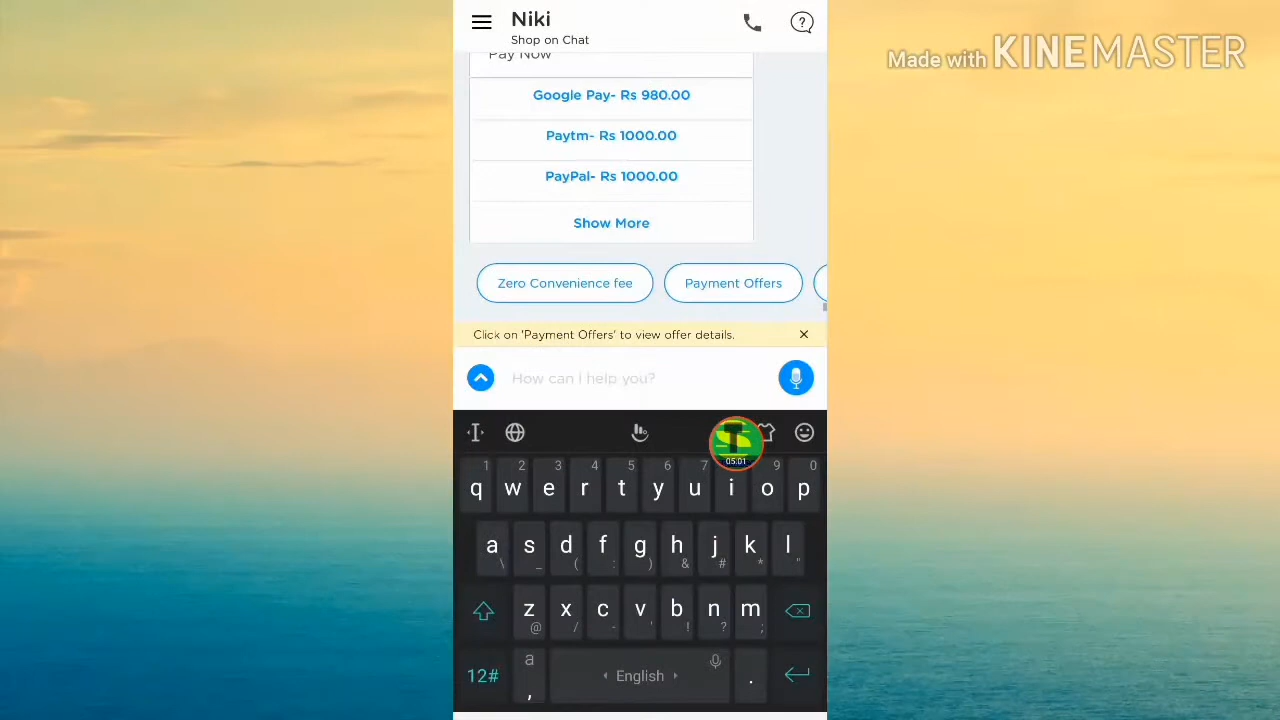 Niki
Shop on Chat
Made with KINEMASTER
Pay Now
Google Pay- Rs 980.00
Paytm- Rs 1000.00
PayPal- Rs 1000.00
Show More
Zero Convenience fee
Payment Offers
Click on 'Payment Offers' to view offer details.
How can I help you?
05:01
1 2 3 4 5 6 7 9 0
q w e r t y u i o p
a s d f g h j k l
\ _ ( : ) & # * "
z x c v b n m
@ / - ' ! ? ;
12# a , English .